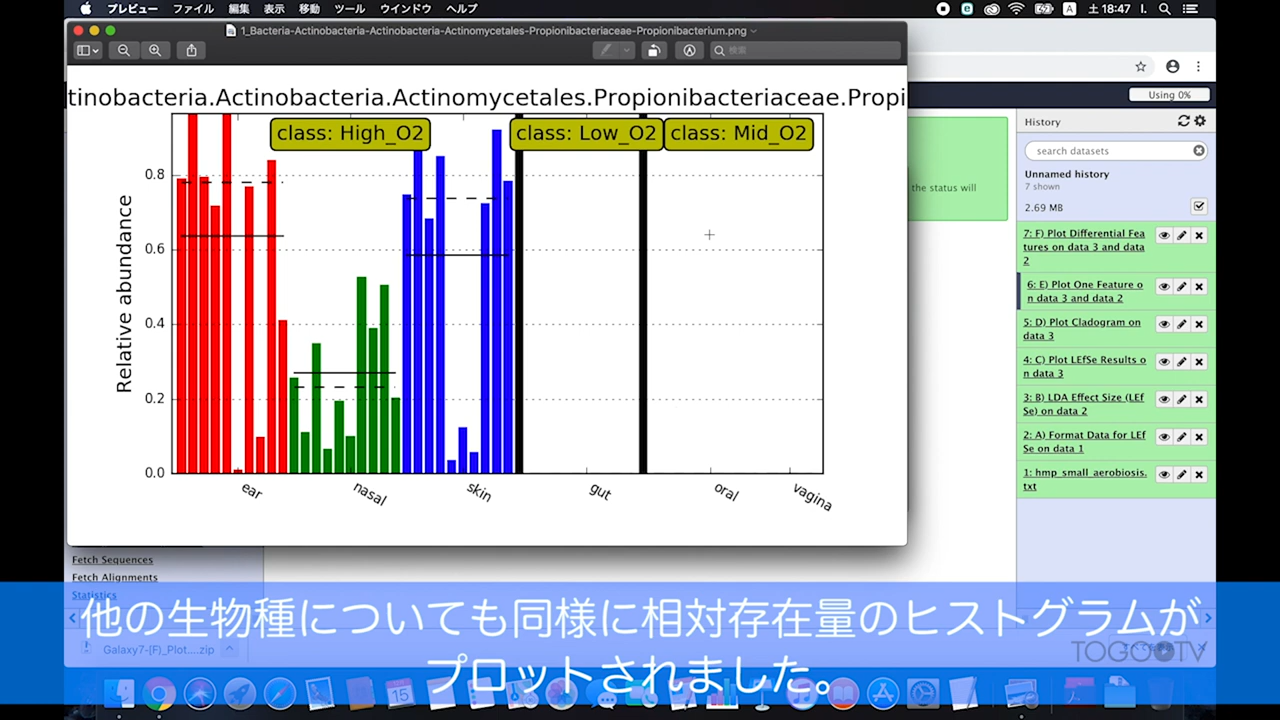 プレビュー ファイル 編集 表示 移動 ツール ウインドウ ヘルプ A 土 18:47 I.
1_Bacteria-Actinobacteria-Actinobacteria-Actinomycetales-Propionibacteriaceae-Propionibacterium.png
検索
tinobacteria.Actinobacteria.Actinomycetales.Propionibacteriaceae.Propi
class: High_O2 class: Low_O2 class: Mid_O2
Relative abundance
0.8
0.6
0.4
0.2
0.0
ear nasal skin gut oral vagina
Using 0%
the status will
History
search datasets
Unnamed history
7 shown
2.69 MB
7: F) Plot Differential Fea
tures on data 3 and data
2
6: E) Plot One Feature o
n data 3 and data 2
5: D) Plot Cladogram on
data 3
4: C) Plot LEfSe Results o
n data 3
3: B) LDA Effect Size (LEf
Se) on data 2
2: A) Format Data for LEf
Se on data 1
1: hmp_small_aerobiosis.
txt
Fetch Sequences
Fetch Alignments
Statistics
Galaxy7-[F)_Plot....zip
他の生物種についても同様に相対存在量のヒストグラムが
プロットされました。
TOGOTV
15